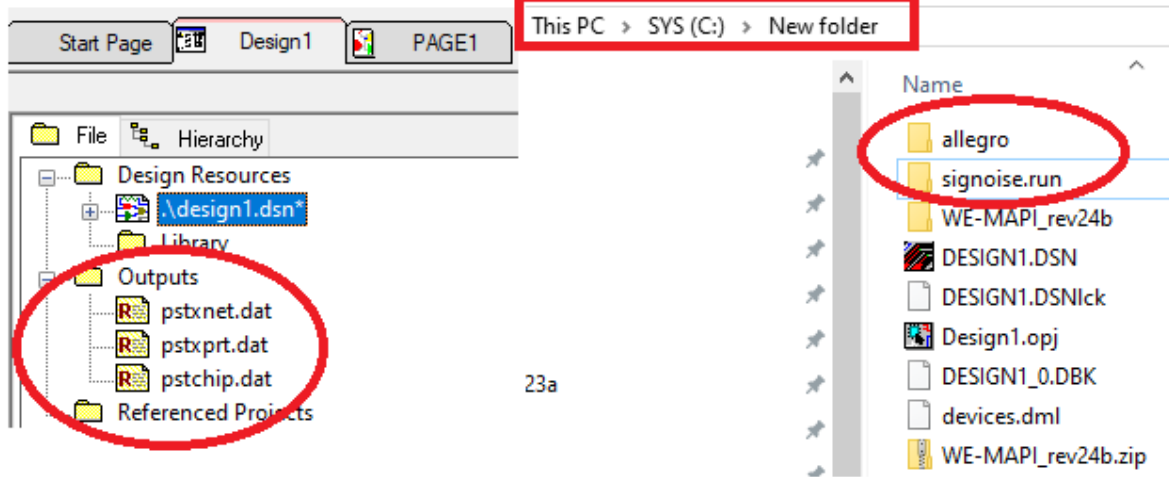 Start Page
Design1
PAGE1
File
Hierarchy
Design Resources
.\design1.dsn*
Library
Outputs
pstxnet.dat
pstxprt.dat
pstchip.dat
Referenced Projects
This PC > SYS (C:) > New folder
23a
Name
allegro
signoise.run
WE-MAPI_rev24b
DESIGN1.DSN
DESIGN1.DSNlck
Design1.opj
DESIGN1_0.DBK
devices.dml
WE-MAPI_rev24b.zip